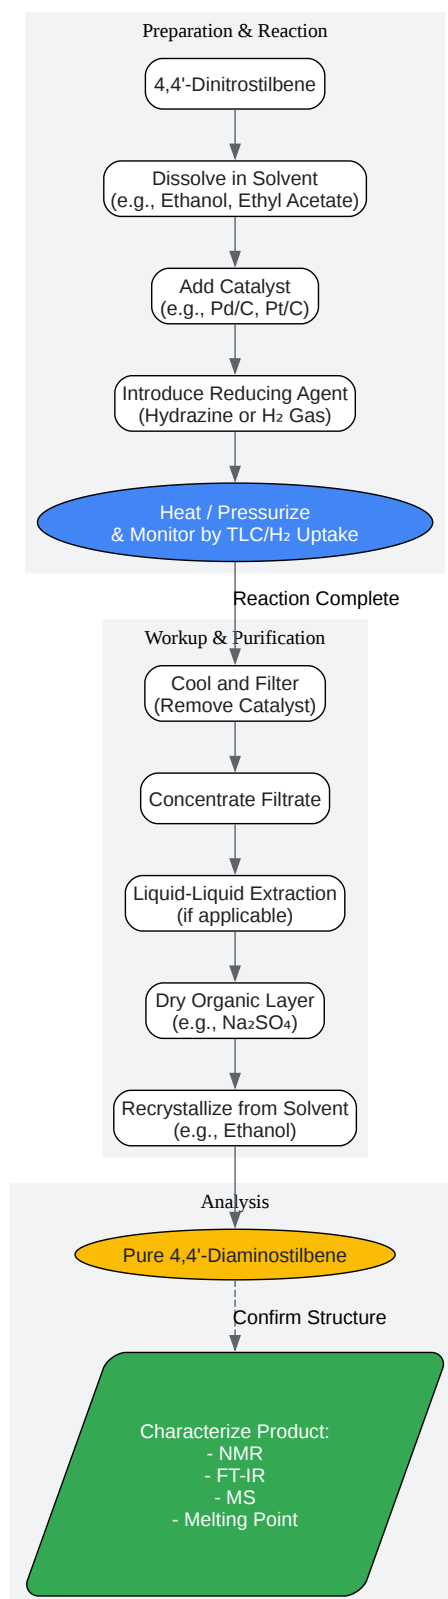 Preparation & Reaction
4,4'-Dinitrostilbene
Dissolve in Solvent
(e.g., Ethanol, Ethyl Acetate)
Add Catalyst
(e.g., Pd/C, Pt/C)
Introduce Reducing Agent
(Hydrazine or H₂ Gas)
Heat / Pressurize
& Monitor by TLC/H₂ Uptake
Reaction Complete
Workup & Purification
Cool and Filter
(Remove Catalyst)
Concentrate Filtrate
Liquid-Liquid Extraction
(if applicable)
Dry Organic Layer
(e.g., Na₂SO₄)
Recrystallize from Solvent
(e.g., Ethanol)
Analysis
Pure 4,4'-Diaminostilbene
Confirm Structure
Characterize Product:
- NMR
- FT-IR
- MS
- Melting Point